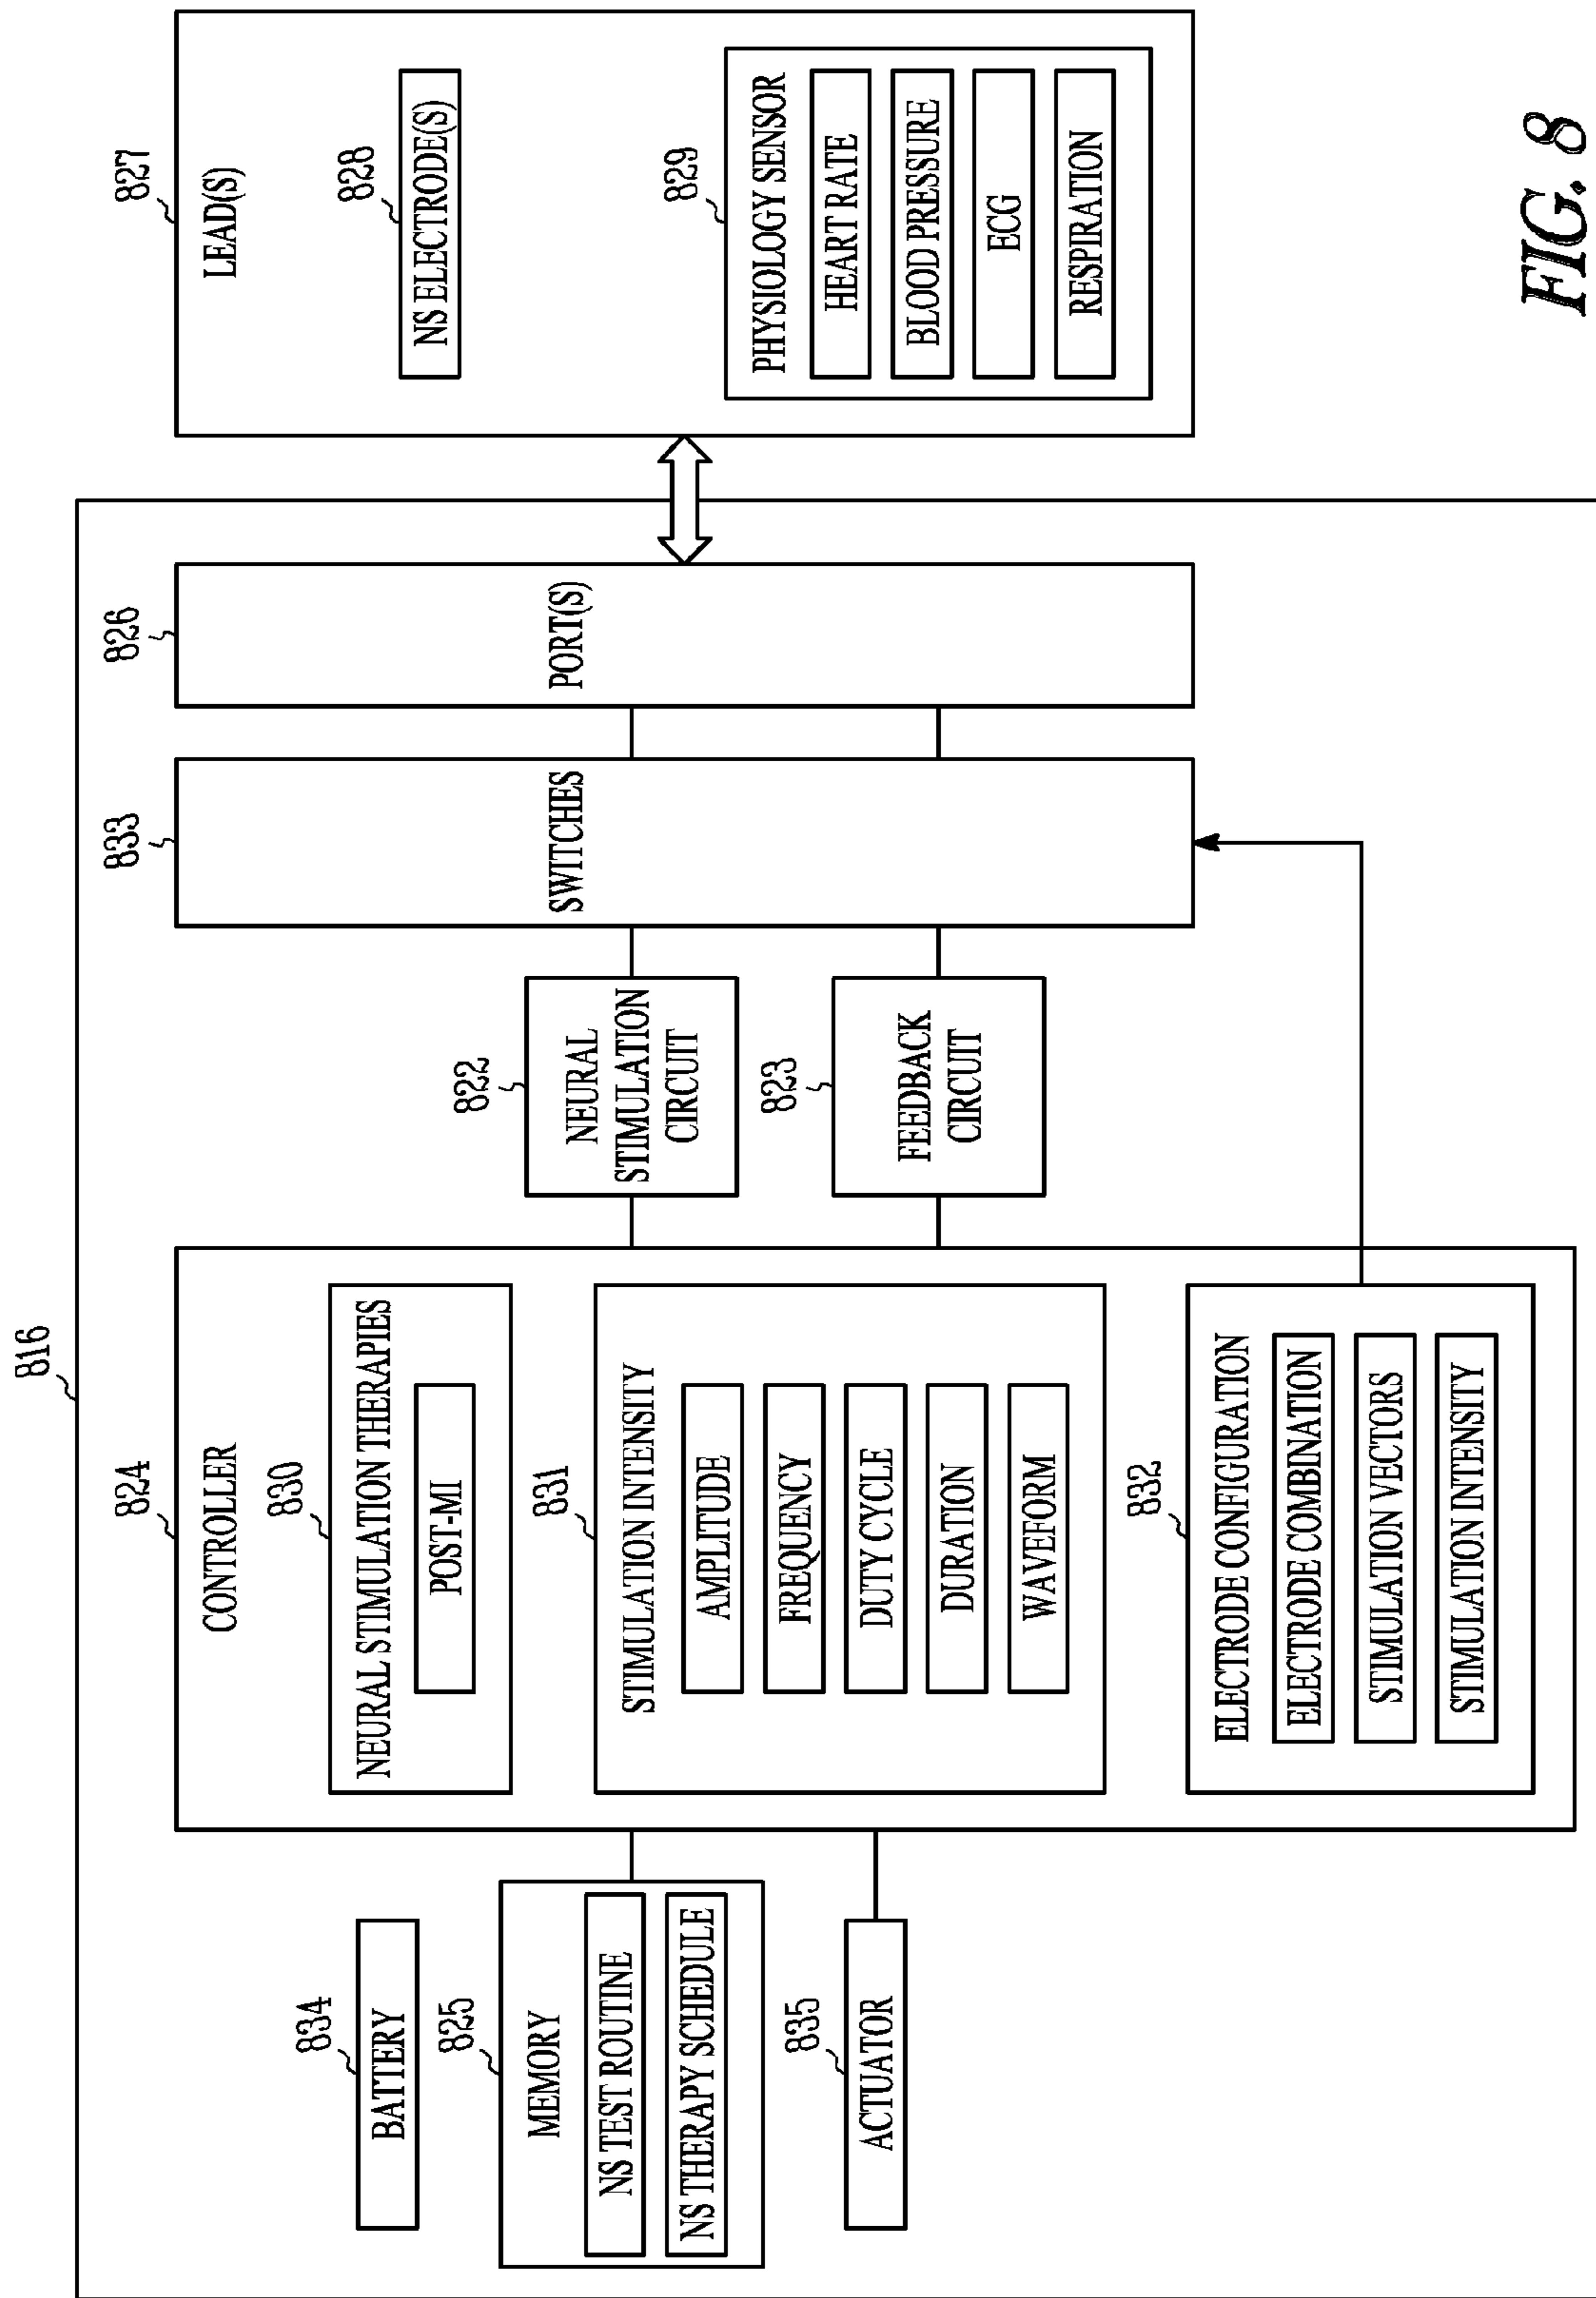 816
834
BATTERY
825
MEMORY
NS TEST ROUTINE
NS THERAPY SCHEDULE
835
ACTUATOR
824
CONTROLLER
830
NEURAL STIMULATION THERAPIES
POST-MI
831
STIMULATION INTENSITY
AMPLITUDE
FREQUENCY
DUTY CYCLE
DURATION
WAVEFORM
832
ELECTRODE CONFIGURATION
ELECTRODE COMBINATION
STIMULATION VECTORS
STIMULATION INTENSITY
822
NEURAL
STIMULATION
CIRCUIT
823
FEEDBACK
CIRCUIT
833
SWITCHES
826
PORT(S)
827
LEAD(S)
828
NS ELECTRODE(S)
829
PHYSIOLOGY SENSOR
HEART RATE
BLOOD PRESSURE
ECG
RESPIRATION
FIG. 8